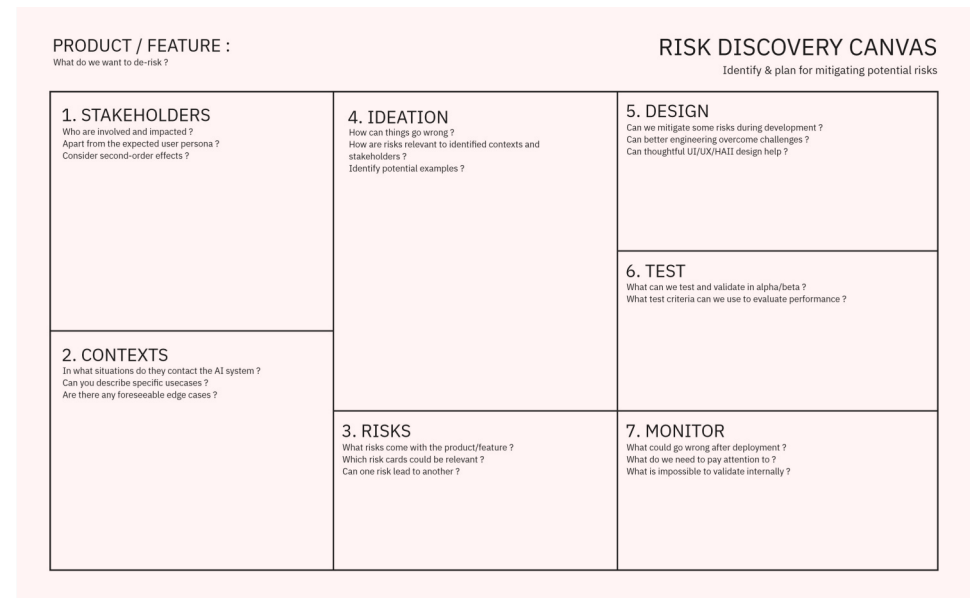 PRODUCT / FEATURE :
What do we want to de-risk ?
RISK DISCOVERY CANVAS
Identify & plan for mitigating potential risks
1. STAKEHOLDERS
Who are involved and impacted ?
Apart from the expected user persona ?
Consider second-order effects ?
2. CONTEXTS
In what situations do they contact the AI system ?
Can you describe specific usecases ?
Are there any foreseeable edge cases ?
3. RISKS
What risks come with the product/feature ?
Which risk cards could be relevant ?
Can one risk lead to another ?
4. IDEATION
How can things go wrong ?
How are risks relevant to identified contexts and
stakeholders ?
Identify potential examples ?
5. DESIGN
Can we mitigate some risks during development ?
Can better engineering overcome challenges ?
Can thoughtful UI/UX/HAII design help ?
6. TEST
What can we test and validate in alpha/beta ?
What test criteria can we use to evaluate performance ?
7. MONITOR
What could go wrong after deployment ?
What do we need to pay attention to ?
What is impossible to validate internally ?